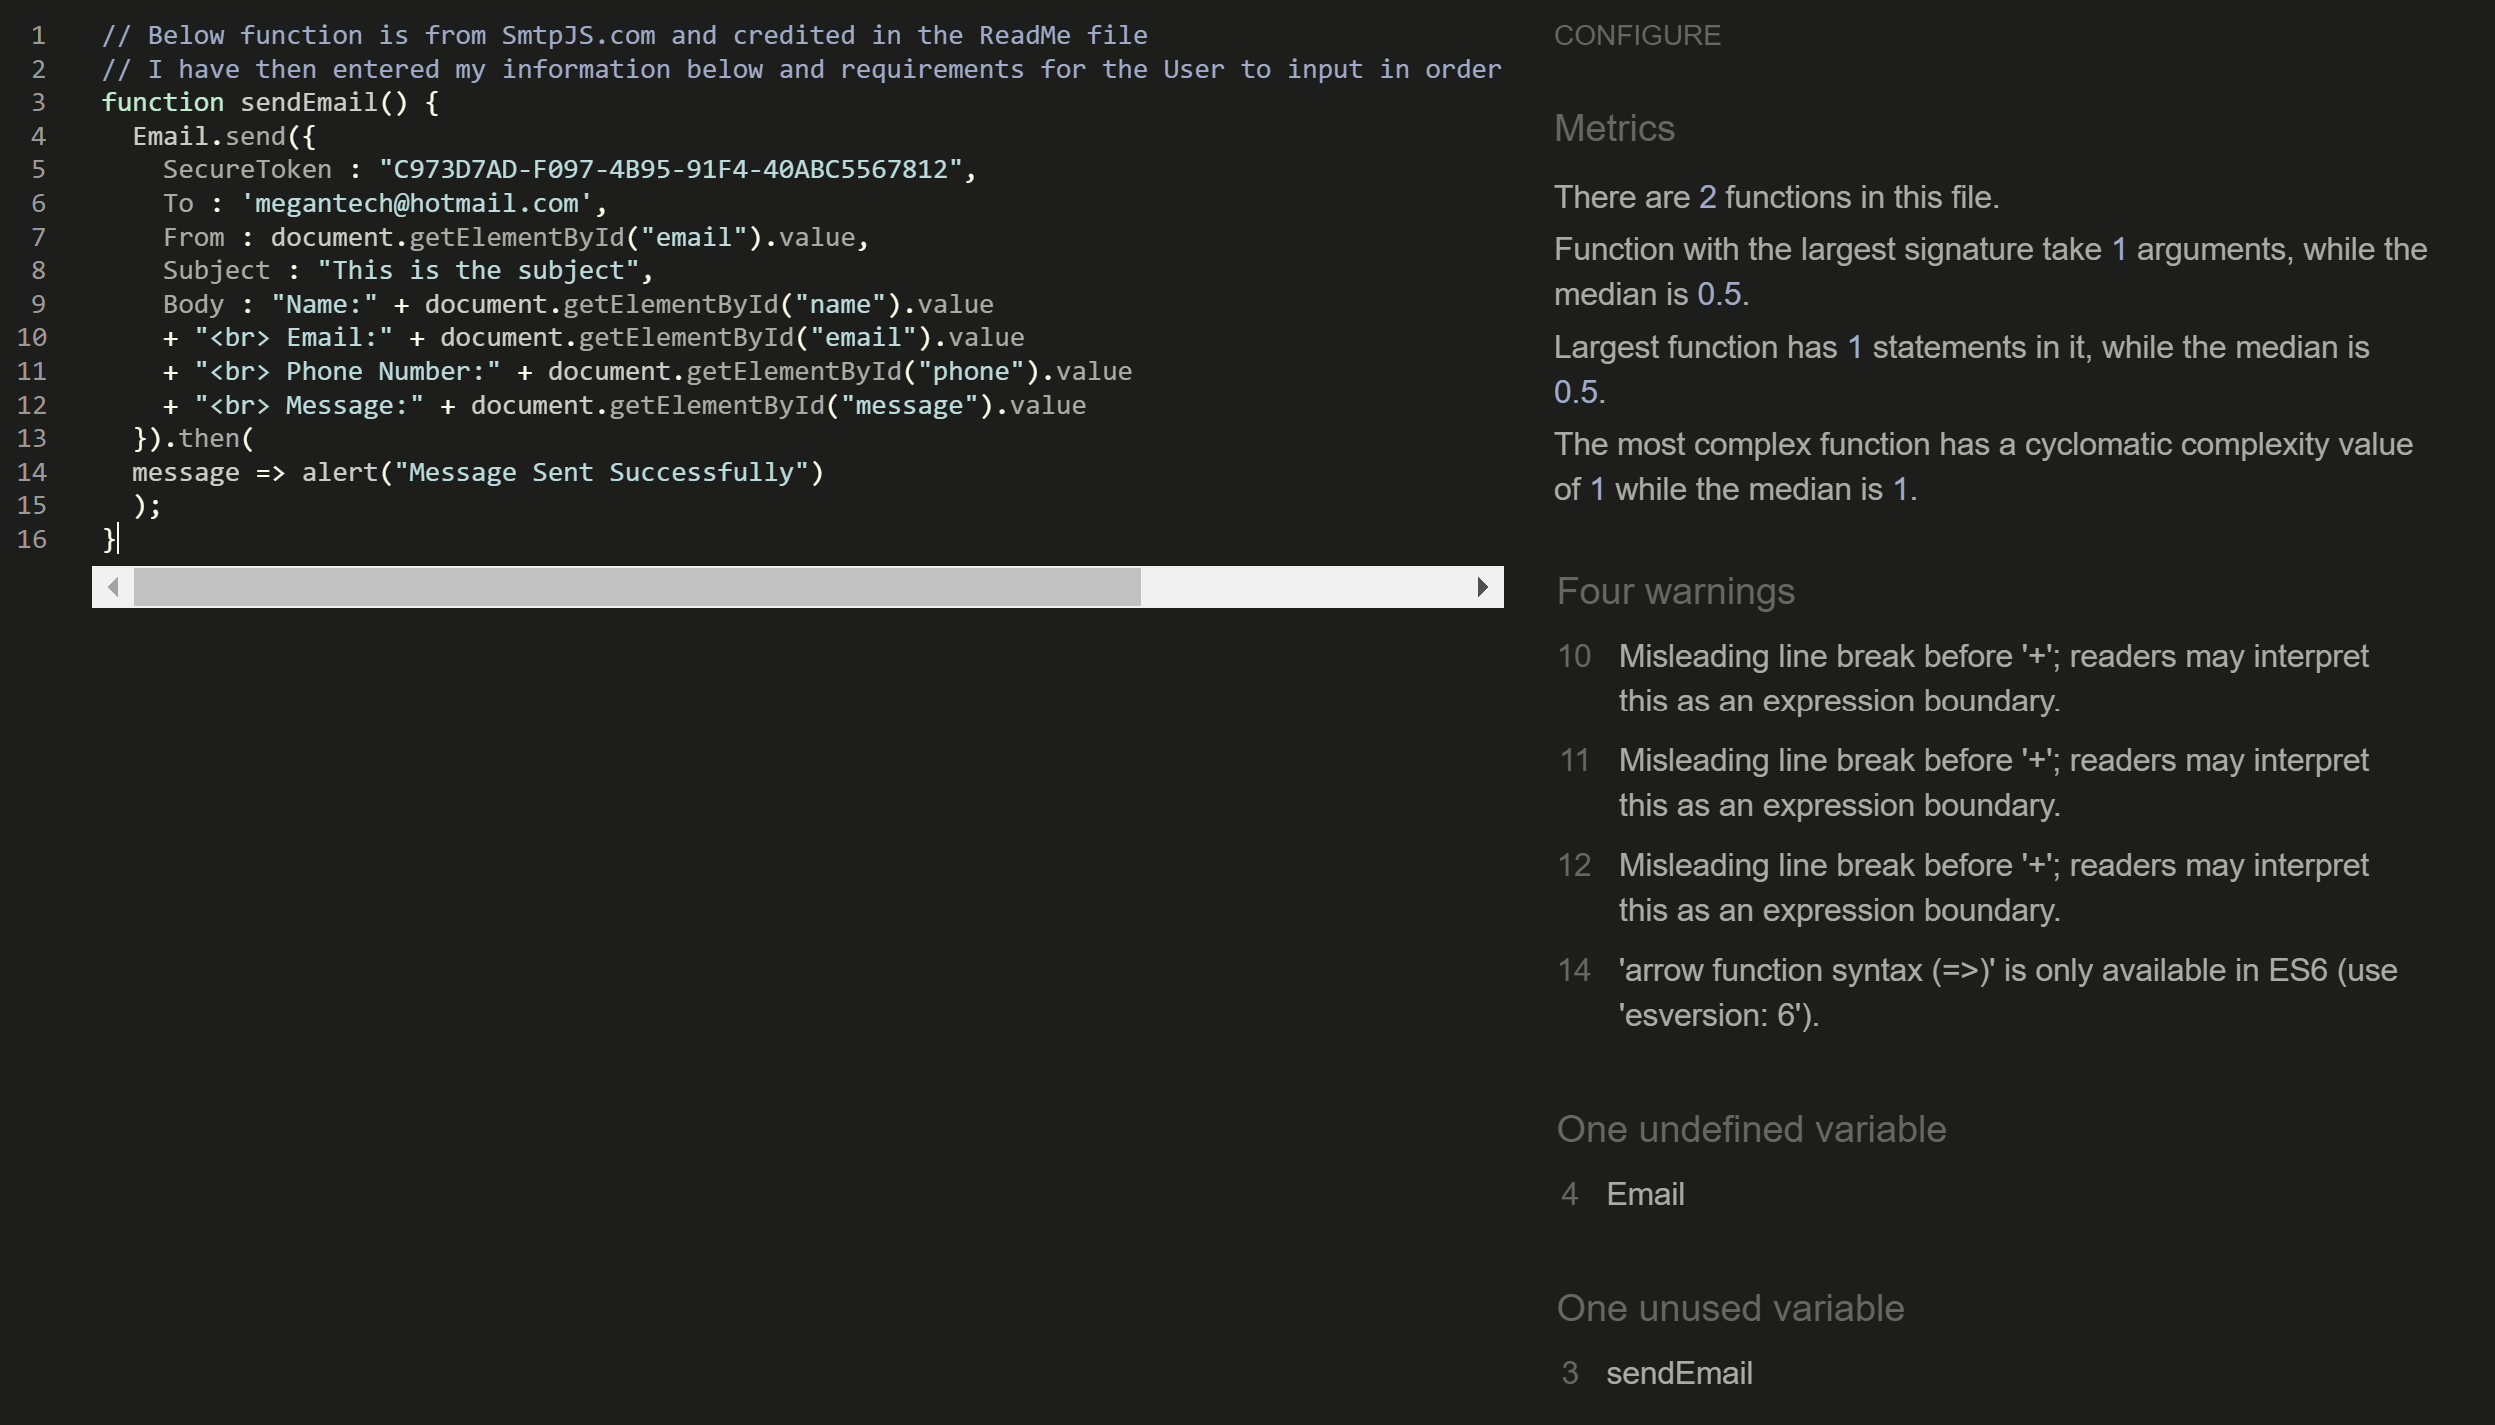 1 // Below function is from SmtpJS.com and credited in the ReadMe file
2 // I have then entered my information below and requirements for the User to input in order
3 function sendEmail() {
4   Email.send({
5     SecureToken : "C973D7AD-F097-4B95-91F4-40ABC5567812",
6     To : 'megantech@hotmail.com',
7     From : document.getElementById("email").value,
8     Subject : "This is the subject",
9     Body : "Name:" + document.getElementById("name").value
10     + "<br> Email:" + document.getElementById("email").value
11     + "<br> Phone Number:" + document.getElementById("phone").value
12     + "<br> Message:" + document.getElementById("message").value
13   }).then(
14   message => alert("Message Sent Successfully")
15   );
16 }
CONFIGURE
Metrics
There are 2 functions in this file.
Function with the largest signature take 1 arguments, while the
median is 0.5.
Largest function has 1 statements in it, while the median is
0.5.
The most complex function has a cyclomatic complexity value
of 1 while the median is 1.
Four warnings
10 Misleading line break before '+'; readers may interpret
this as an expression boundary.
11 Misleading line break before '+'; readers may interpret
this as an expression boundary.
12 Misleading line break before '+'; readers may interpret
this as an expression boundary.
14 'arrow function syntax (=>)' is only available in ES6 (use
'esversion: 6').
One undefined variable
4 Email
One unused variable
3 sendEmail